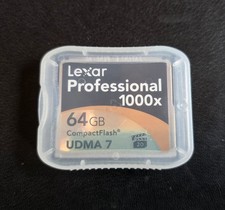 Lexar
Professional
1000x
64GB
CompactFlash®
UDMA 7